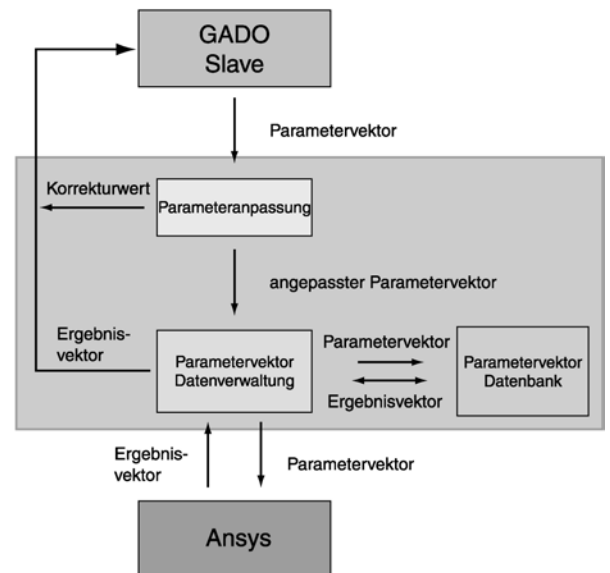 GADO
Slave
Parametervektor
Korrekturwert
Parameteranpassung
angepasster Parametervektor
Ergebnis-
vektor
Parametervektor
Datenverwaltung
Parametervektor
Ergebnisvektor
Parametervektor
Datenbank
Ergebnis-
vektor
Parametervektor
Ansys